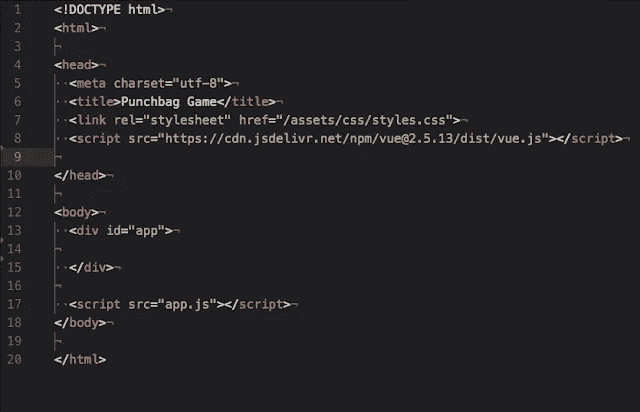 1 <!DOCTYPE html>¬
2 <html>¬
3 ¬
4 <head>¬
5 ··<meta charset="utf-8">¬
6 ··<title>Punchbag Game</title>¬
7 ··<link rel="stylesheet" href="/assets/css/styles.css">¬
8 ··<script src="https://cdn.jsdelivr.net/npm/vue@2.5.13/dist/vue.js"></script>¬
9 ¬
10 </head>¬
11 ¬
12 <body>¬
13 ··<div id="app">¬
14 ¬
15 ··</div>¬
16 ¬
17 ··<script src="app.js"></script>¬
18 </body>¬
19 ¬
20 </html>